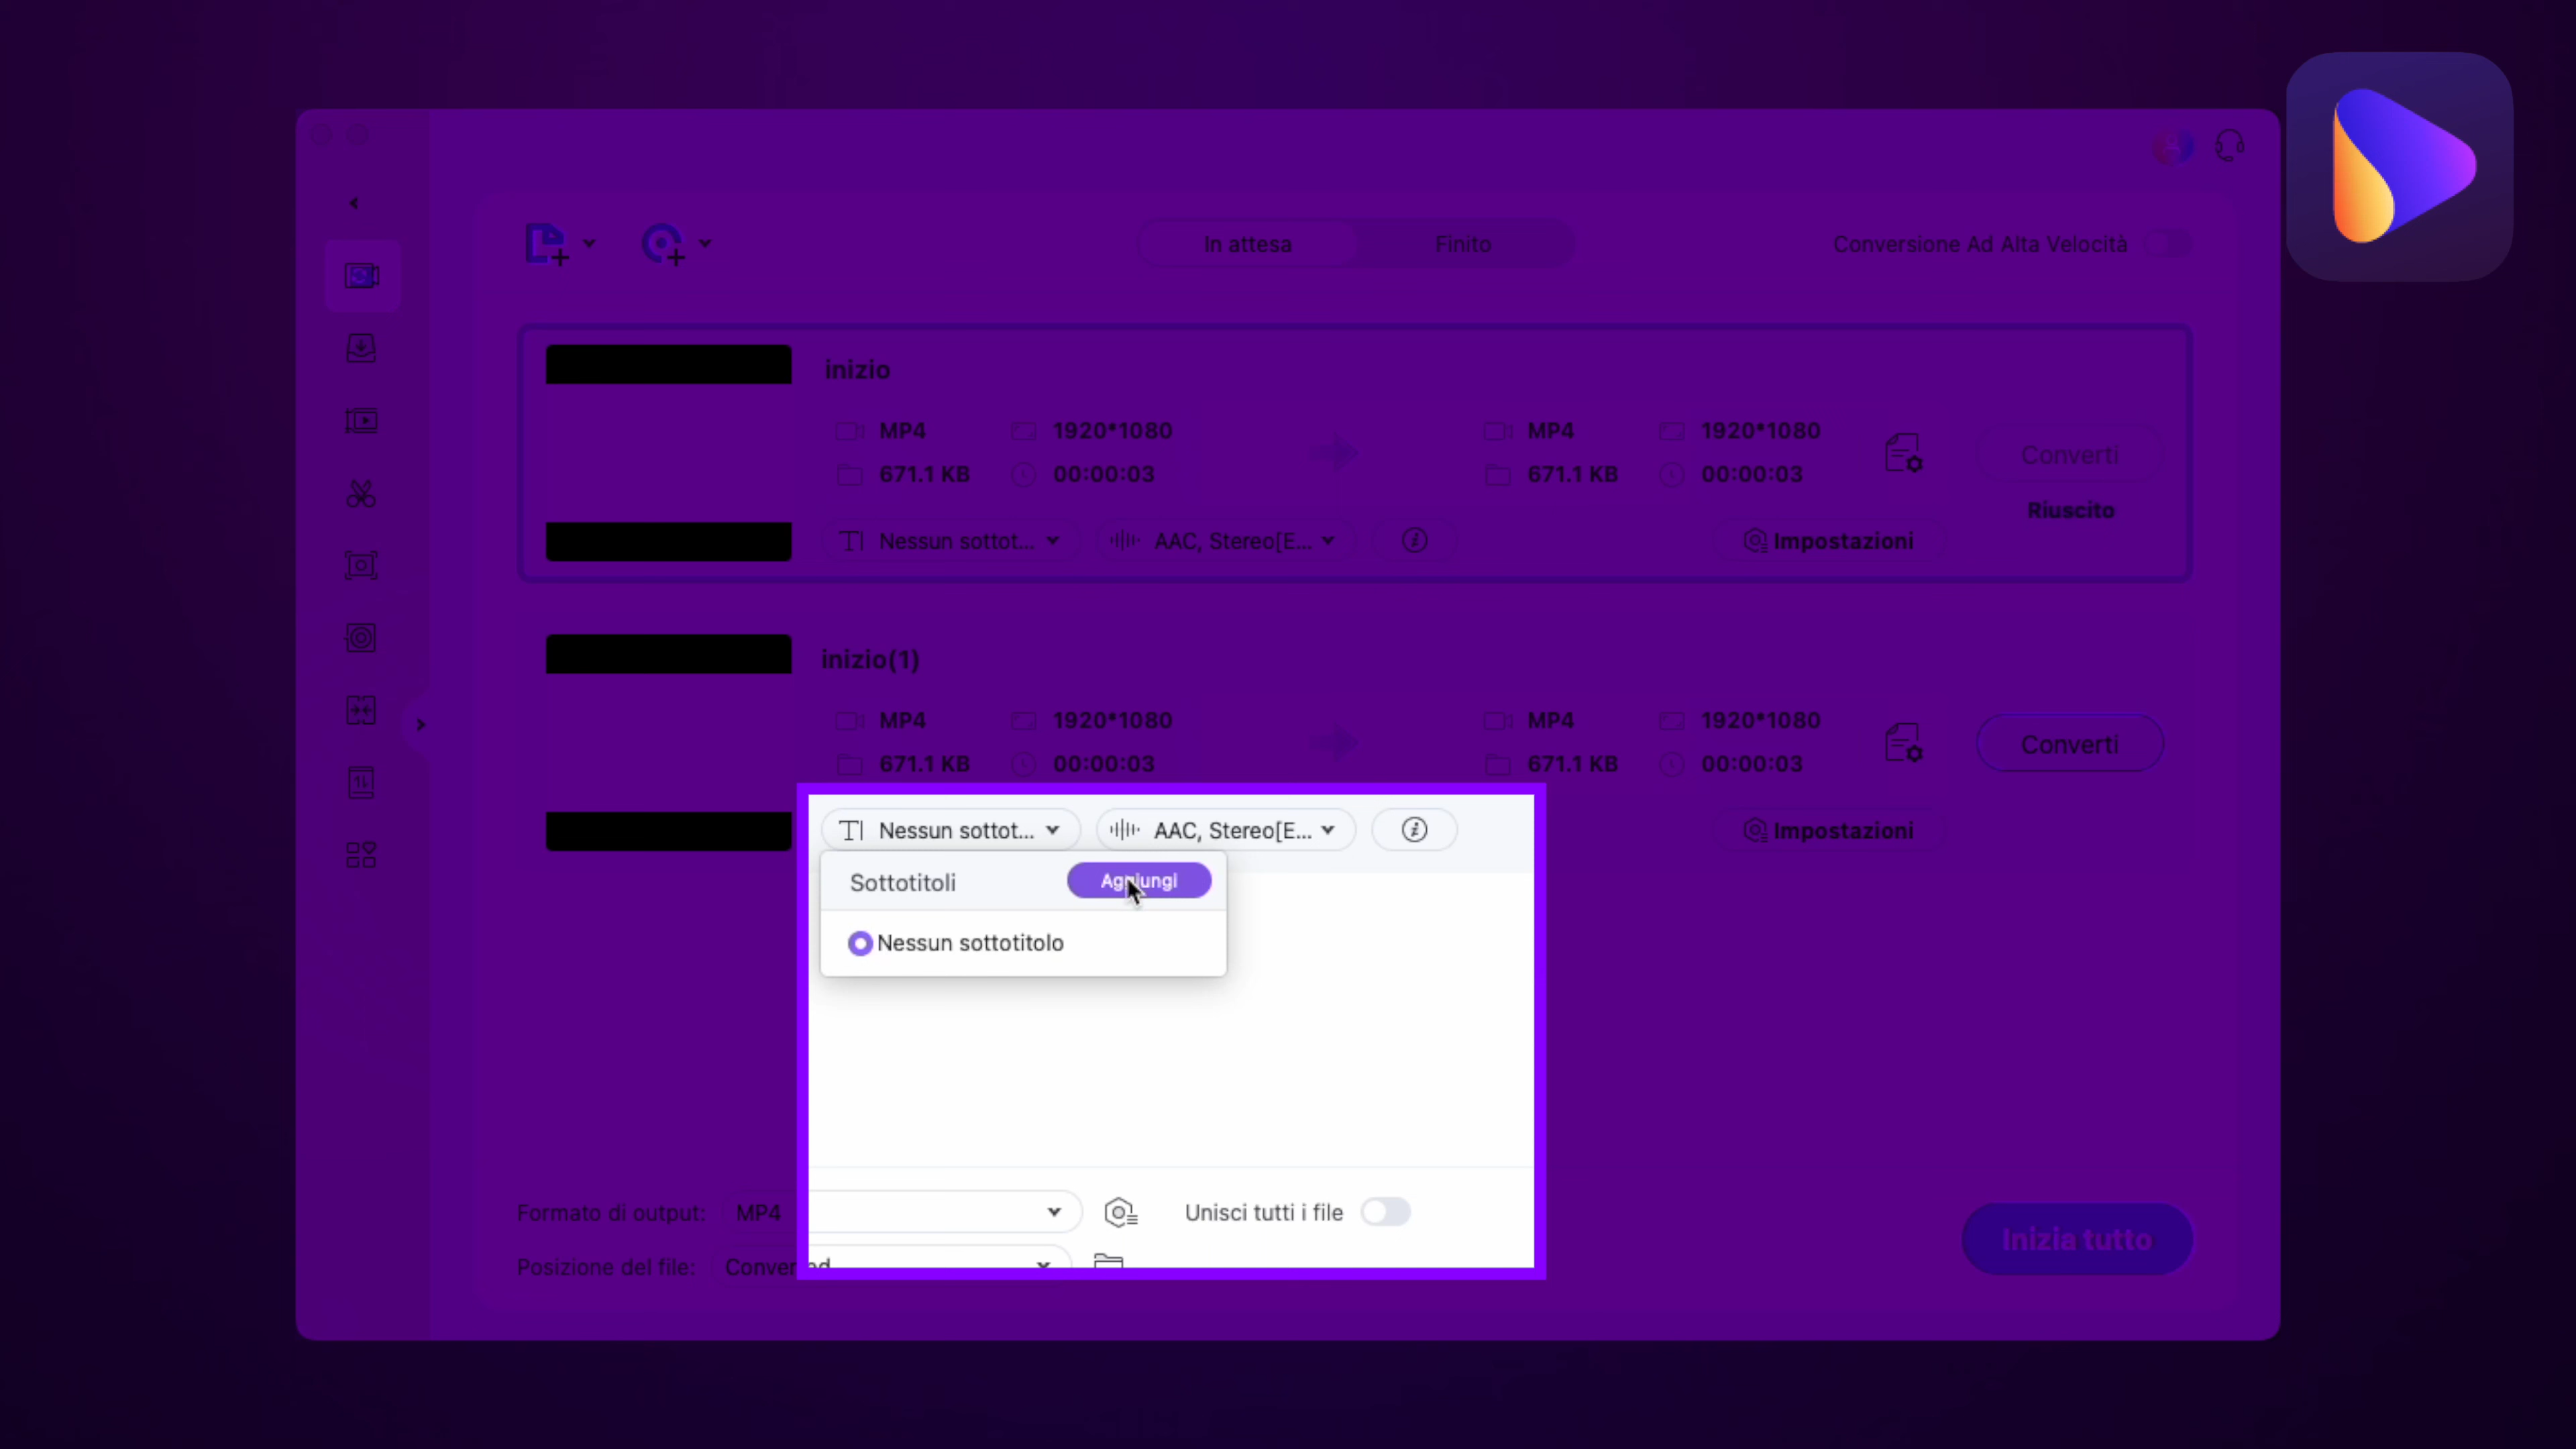 In attesa
Finito
Conversione Ad Alta Velocità
inizio
MP4
1920*1080
MP4
1920*1080
671.1 KB
00:00:03
671.1 KB
00:00:03
Converti
Riuscito
Nessun sottot...
AAC, Stereo[E...
Impostazioni
inizio(1)
MP4
1920*1080
MP4
1920*1080
671.1 KB
00:00:03
671.1 KB
00:00:03
Converti
Nessun sottot...
AAC, Stereo[E...
Impostazioni
Sottotitoli
Aggiungi
Nessun sottotitolo
Formato di output:
MP4
Unisci tutti i file
Posizione del file:
Inizia tutto